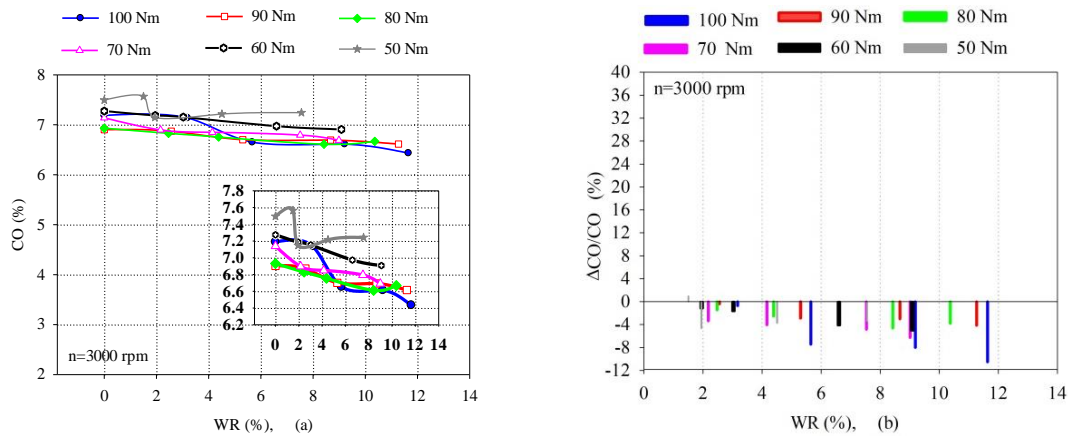 100 Nm 90 Nm 80 Nm
70 Nm 60 Nm 50 Nm
8
7
6
5
4
3
2
CO (%)
7.8
7.6
7.4
7.2
7.0
6.8
6.6
6.4
6.2
0 2 4 6 8 10 12 14
n=3000 rpm
0 2 4 6 8 10 12 14
WR (%), (a)
100 Nm 90 Nm 80 Nm
70 Nm 60 Nm 50 Nm
40
36
32
28
24
20
16
12
8
4
0
-4
-8
-12
ΔCO/CO (%)
n=3000 rpm
0 2 4 6 8 10 12 14
WR (%), (b)